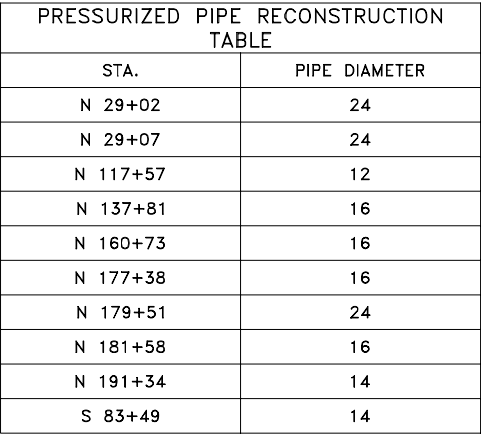 PRESSURIZED PIPE RECONSTRUCTION
TABLE
STA. PIPE DIAMETER
N 29+02 24
N 29+07 24
N 117+57 12
N 137+81 16
N 160+73 16
N 177+38 16
N 179+51 24
N 181+58 16
N 191+34 14
S 83+49 14